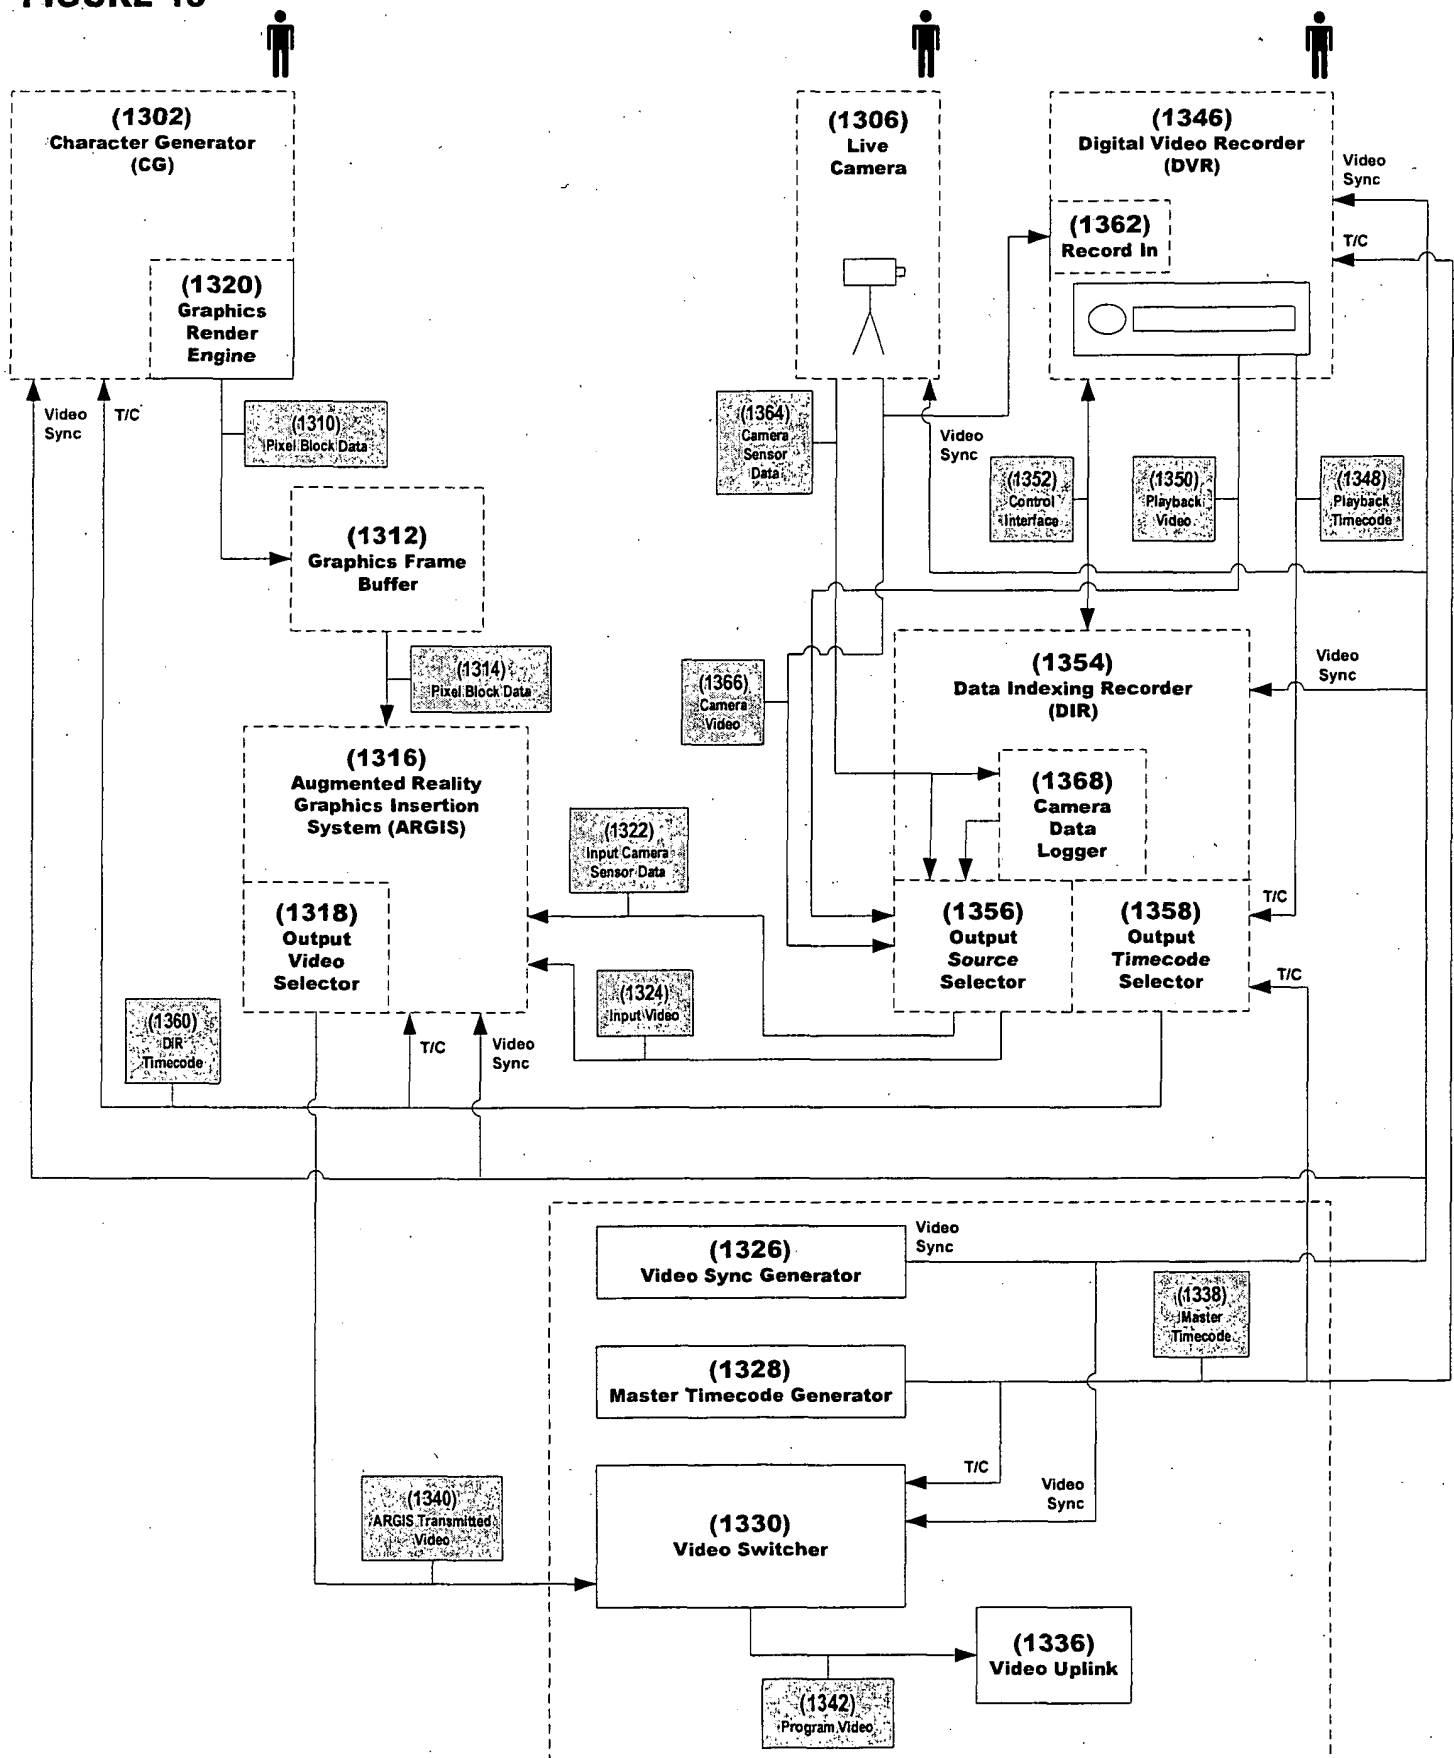 (1302)
Character Generator
(CG)
(1306)
Live
Camera
(1346)
Digital Video Recorder
(DVR)
Video
Sync
(1362)
Record In
T/C
(1320)
Graphics
Render
Engine
Video
Sync
T/C
(1310)
Pixel Block Data
(1364)
Camera
Sensor
Data
Video
Sync
(1352)
Control
Interface
(1350)
Playback
Video
(1348)
Playback
Timecode
(1312)
Graphics Frame
Buffer
(1314)
Pixel Block Data
(1366)
Camera
Video
(1354)
Data Indexing Recorder
(DIR)
Video
Sync
(1316)
Augmented Reality
Graphics Insertion
System (ARGIS)
(1368)
Camera
Data
Logger
(1322)
Input Camera
Sensor Data
(1318)
Output
Video
Selector
(1356)
Output
Source
Selector
(1358)
Output
Timecode
Selector
T/C
T/C
(1324)
Input Video
(1360)
DIR
Timecode
T/C
Video
Sync
(1326)
Video Sync Generator
Video
Sync
(1338)
Master
Timecode
(1328)
Master Timecode Generator
T/C
Video
Sync
(1340)
ARGIS Transmitted
Video
(1330)
Video Switcher
(1336)
Video Uplink
(1342)
Program Video